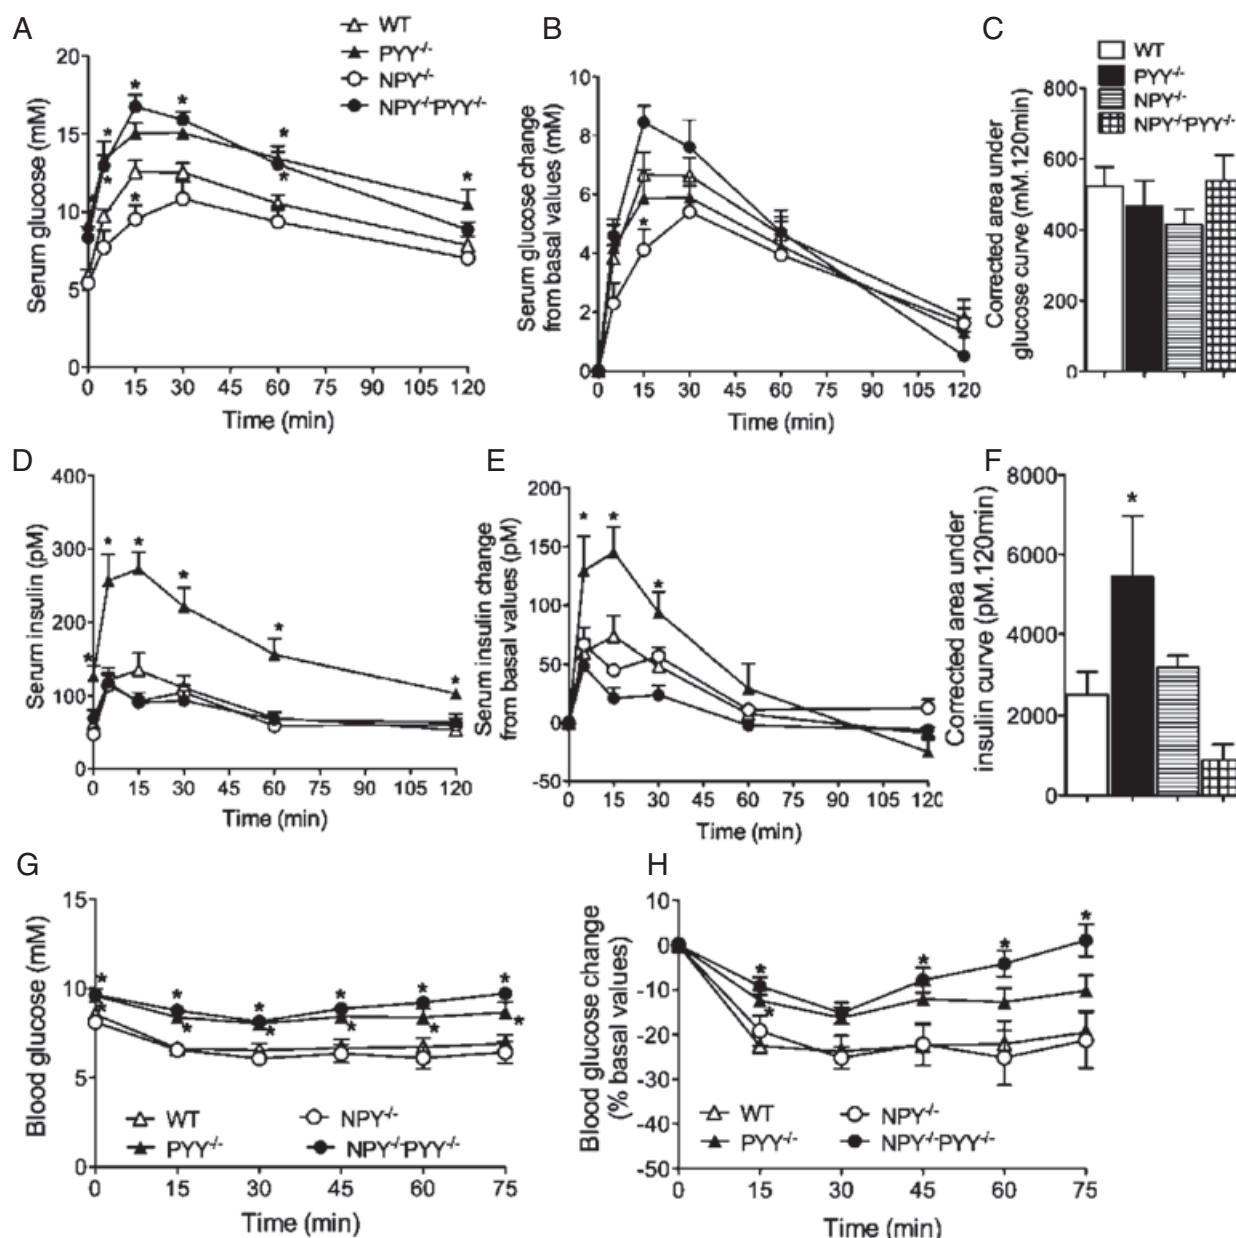 A
WT
PYY-/-
NPY-/-
NPY-/-PYY-/-
Serum glucose (mM)
20
15
10
5
0
0 15 30 45 60 75 90 105 120
Time (min)
* * * * * * * *
B
Serum glucose change
from basal values (mM)
10
8
6
4
2
0
0 15 30 45 60 75 90 105 120
Time (min)
*
C
WT
PYY-/-
NPY-/-
NPY-/-PYY-/-
Corrected area under
glucose curve (mM.120min)
800
600
400
200
0
D
Serum insulin (pM)
400
300
200
100
0
0 15 30 45 60 75 90 105 120
Time (min)
* * * * * *
E
Serum insulin change
from basal values (pM)
200
150
100
50
0
-50
0 15 30 45 60 75 90 105 120
Time (min)
* * *
F
Corrected area under
insulin curve (pM.120min)
8000
6000
4000
2000
0
*
G
Blood glucose (mM)
15
10
5
0
0 15 30 45 60 75
Time (min)
* * * * * *
* * * * * *
WT NPY-/-
PYY-/- NPY-/-PYY-/-
H
Blood glucose change
(% basal values)
10
0
-10
-20
-30
-40
-50
0 15 30 45 60 75
Time (min)
* * * *
*
WT NPY-/-
PYY-/- NPY-/-PYY-/-